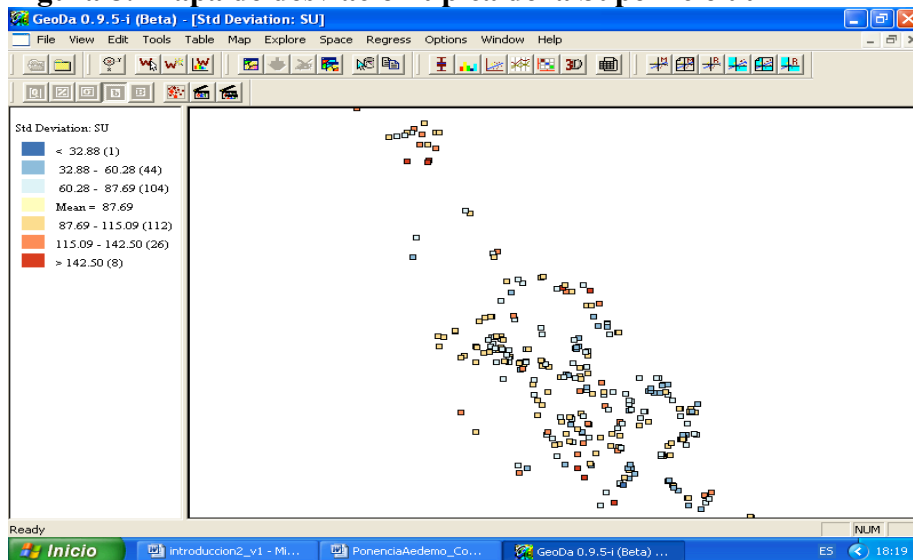 GeoDa 0.9.5-i (Beta) - [Std Deviation: SU]
File View Edit Tools Table Map Explore Space Regress Options Window Help
3D
Std Deviation: SU
< 32.88 (1)
32.88 - 60.28 (44)
60.28 - 87.69 (104)
Mean = 87.69
87.69 - 115.09 (112)
115.09 - 142.50 (26)
> 142.50 (8)
Ready
NUM
Inicio
introduccion2_v1 - Mi...
PonenciaAedemo_Co...
GeoDa 0.9.5-i (Beta) ...
ES
18:19